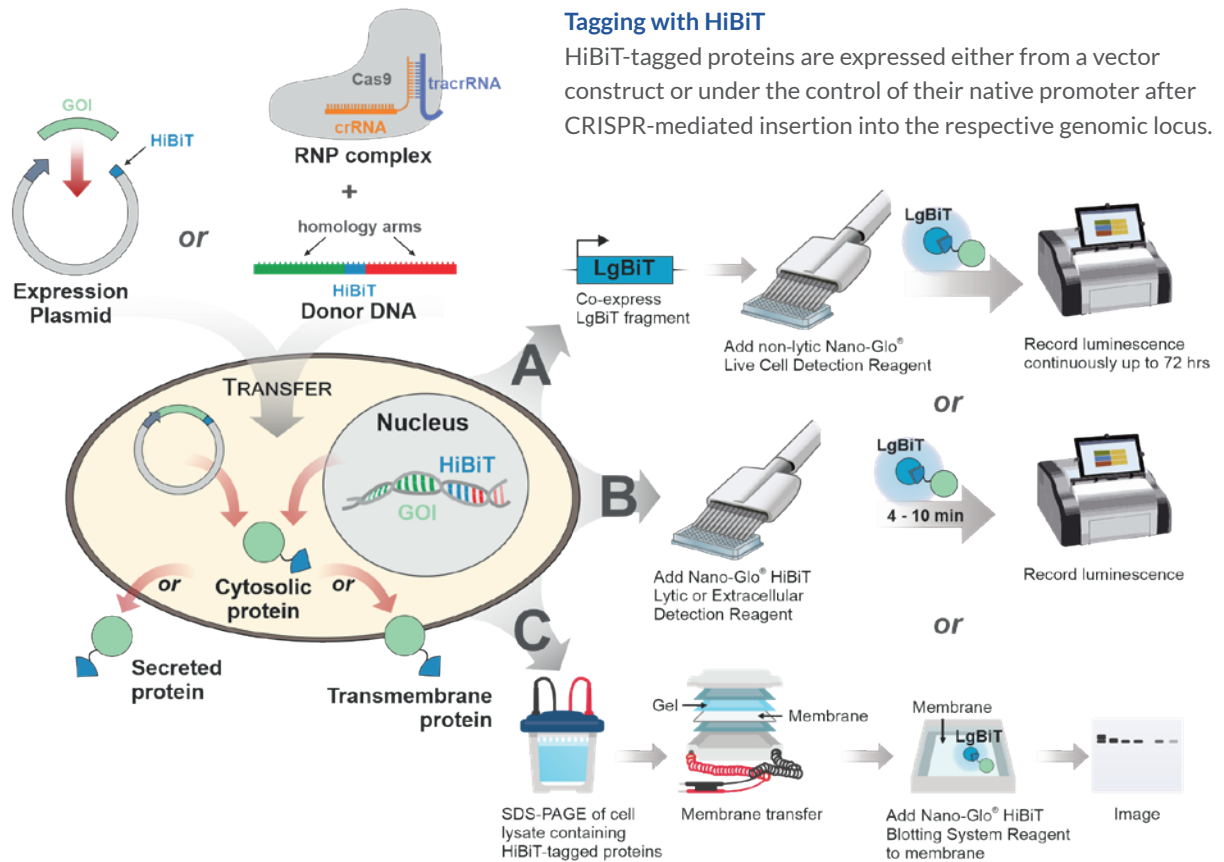 Tagging with HiBiT
HiBiT-tagged proteins are expressed either from a vector
construct or under the control of their native promoter after
CRISPR-mediated insertion into the respective genomic locus.
GOI
HiBiT
Expression
Plasmid
or
Cas9
tracrRNA
crRNA
RNP complex
+
homology arms
HiBiT
Donor DNA
TRANSFER
Nucleus
HiBiT
GOI
Cytosolic
protein
or
or
Secreted
protein
Transmembrane
protein
A
LgBiT
Co-express
LgBiT fragment
Add non-lytic Nano-Glo®
Live Cell Detection Reagent
LgBiT
Record luminescence
continuously up to 72 hrs
or
B
Add Nano-Glo® HiBiT
Lytic or Extracellular
Detection Reagent
LgBiT
4 - 10 min
Record luminescence
or
C
SDS-PAGE of cell
lysate containing
HiBiT-tagged proteins
Gel
Membrane
Membrane transfer
Membrane
LgBiT
Add Nano-Glo® HiBiT
Blotting System Reagent
to membrane
Image